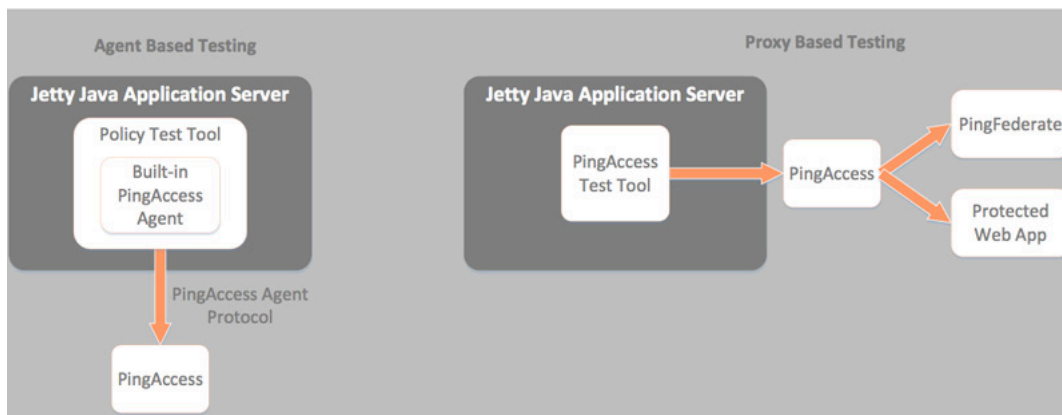 Agent Based Testing
Jetty Java Application Server
Policy Test Tool
Built-in
PingAccess
Agent
PingAccess Agent
Protocol
PingAccess
Proxy Based Testing
Jetty Java Application Server
PingAccess
Test Tool
PingAccess
PingFederate
Protected
Web App